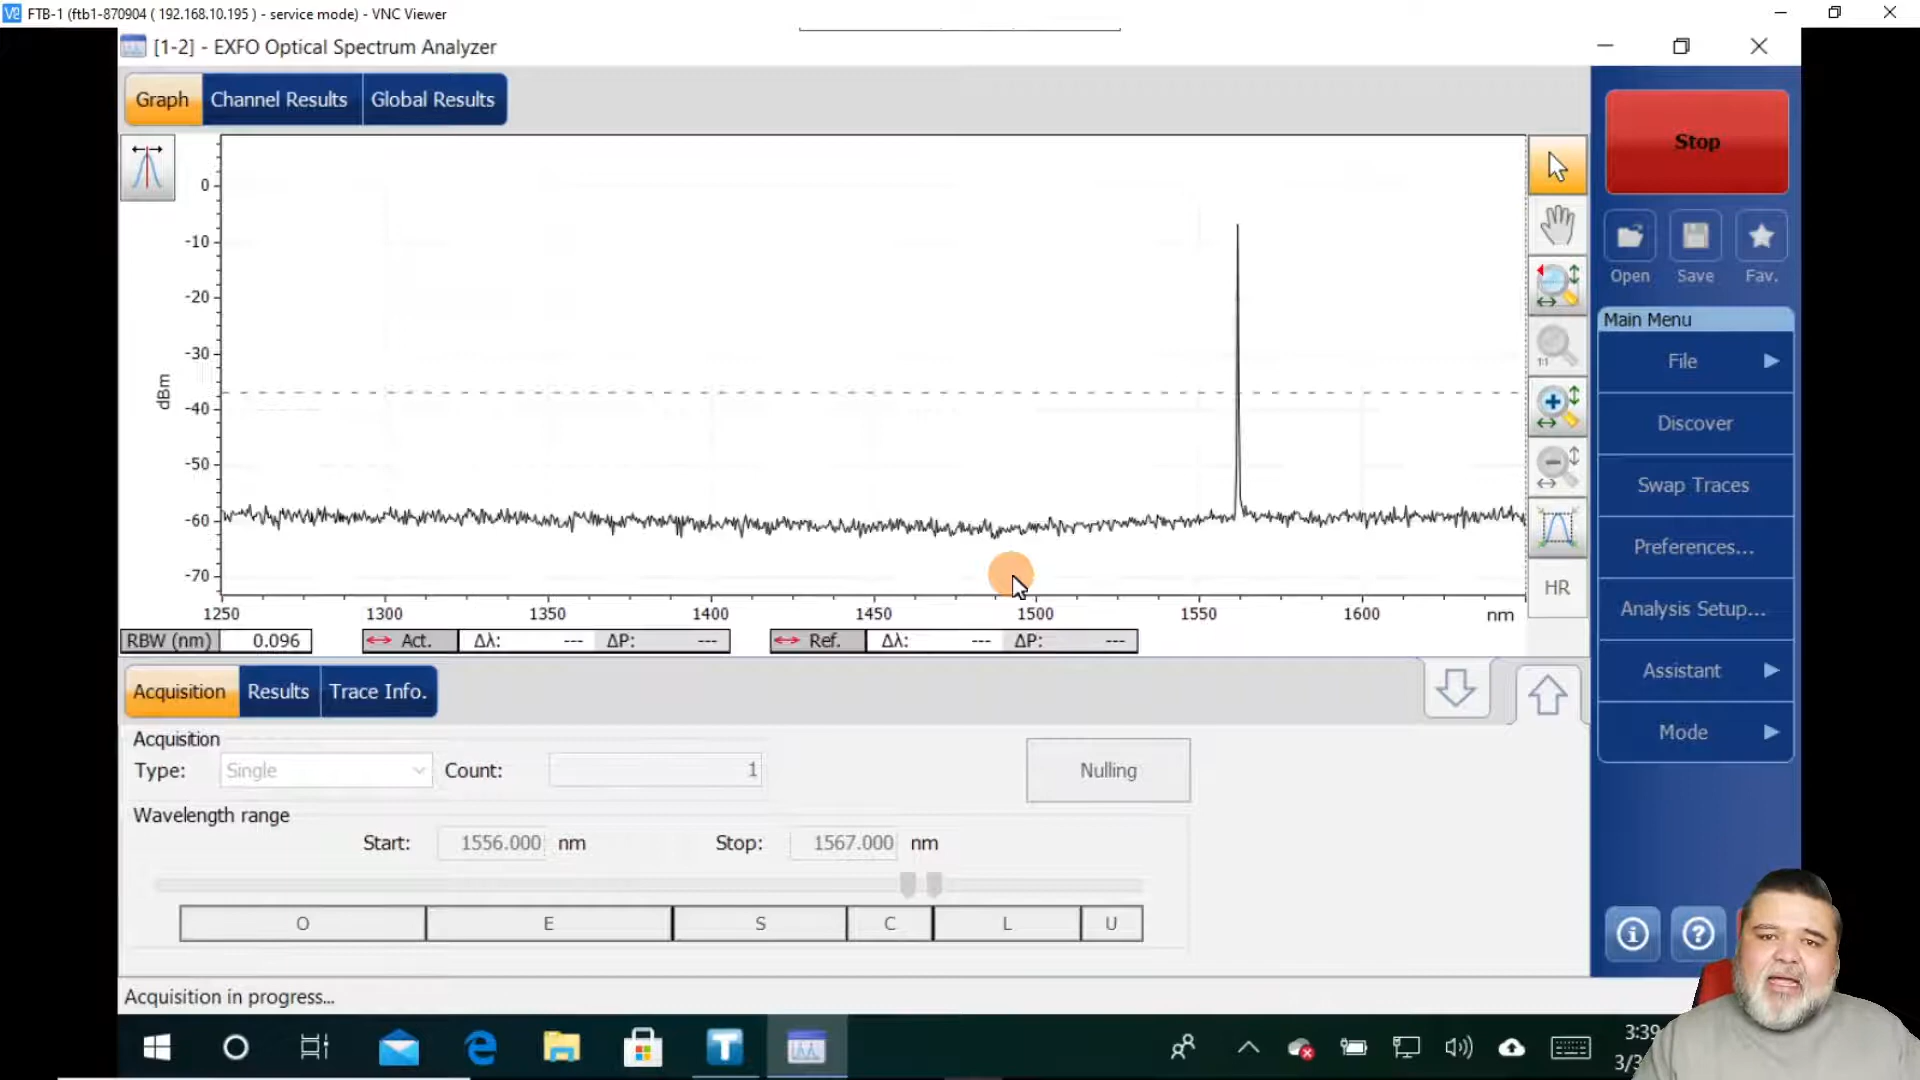 FTB-1 (ftb1-870904 ( 192.168.10.195 ) - service mode) - VNC Viewer
[1-2] - EXFO Optical Spectrum Analyzer
Graph Channel Results Global Results
Stop
Open Save Fav.
Main Menu
File
Discover
Swap Traces
Preferences...
Analysis Setup...
Assistant
Mode
0
-10
-20
-30
-40
-50
-60
-70
dBm
1:1
HR
1250 1300 1350 1400 1450 1500 1550 1600 nm
RBW (nm) 0.096 Act. Δλ: --- ΔP: --- Ref. Δλ: --- ΔP: ---
Acquisition Results Trace Info.
Acquisition
Type: Single Count: 1 Nulling
Wavelength range
Start: 1556.000 nm Stop: 1567.000 nm
O E S C L U
Acquisition in progress...
3:39
3/3